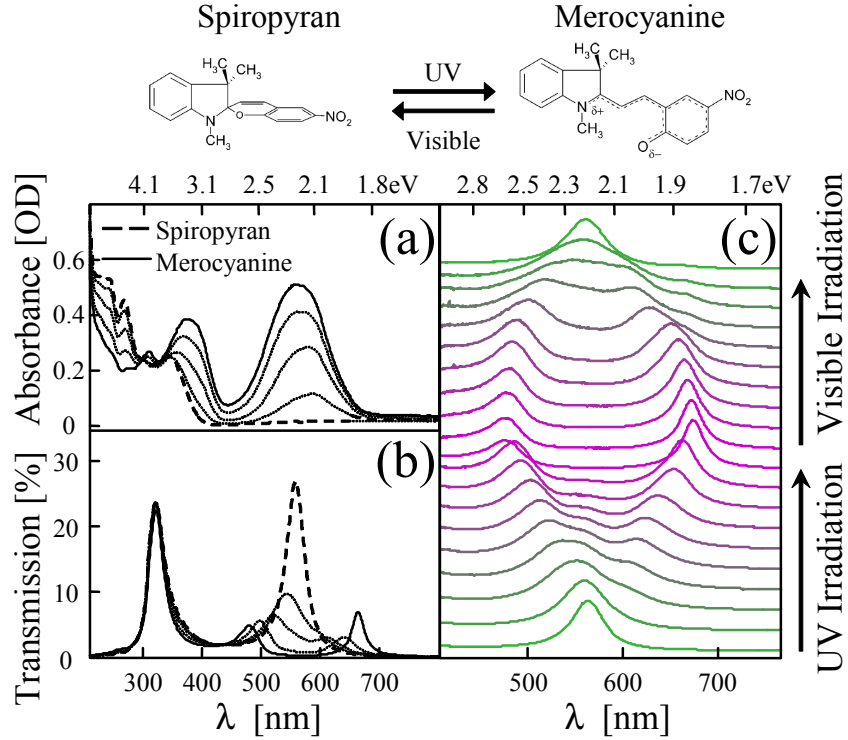 Spiropyran
Merocyanine
H₃C CH₃
N
CH₃
O
NO₂
UV
Visible
H₃C CH₃
N
δ+
CH₃
O
δ−
NO₂
4.1 3.1 2.5 2.1 1.8eV
2.8 2.5 2.3 2.1 1.9 1.7eV
Absorbance [OD]
0.6
0.4
0.2
0
Spiropyran
Merocyanine
(a)
Transmission [%]
30
20
10
0
(b)
300 400 500 600 700
λ [nm]
(c)
500 600 700
λ [nm]
Visible Irradiation
UV Irradiation